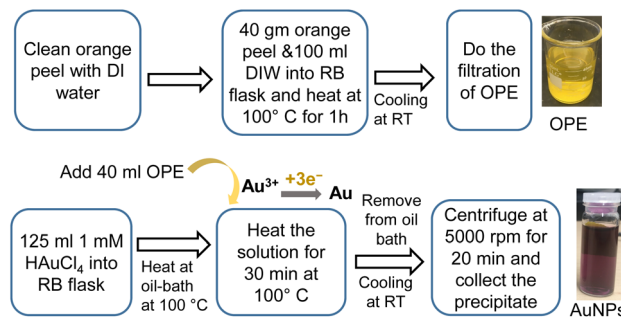 Clean orange
peel with DI
water
40 gm orange
peel &100 ml
DIW into RB
flask and heat at
100° C for 1h
Cooling
at RT
Do the
filtration
of OPE
OPE
Add 40 ml OPE
Au³⁺ +3e⁻ Au
125 ml 1 mM
HAuCl₄ into
RB flask
Heat at
oil-bath
at 100 °C
Heat the
solution for
30 min at
100° C
Remove
from oil
bath
Cooling
at RT
Centrifuge at
5000 rpm for
20 min and
collect the
precipitate
AuNPs